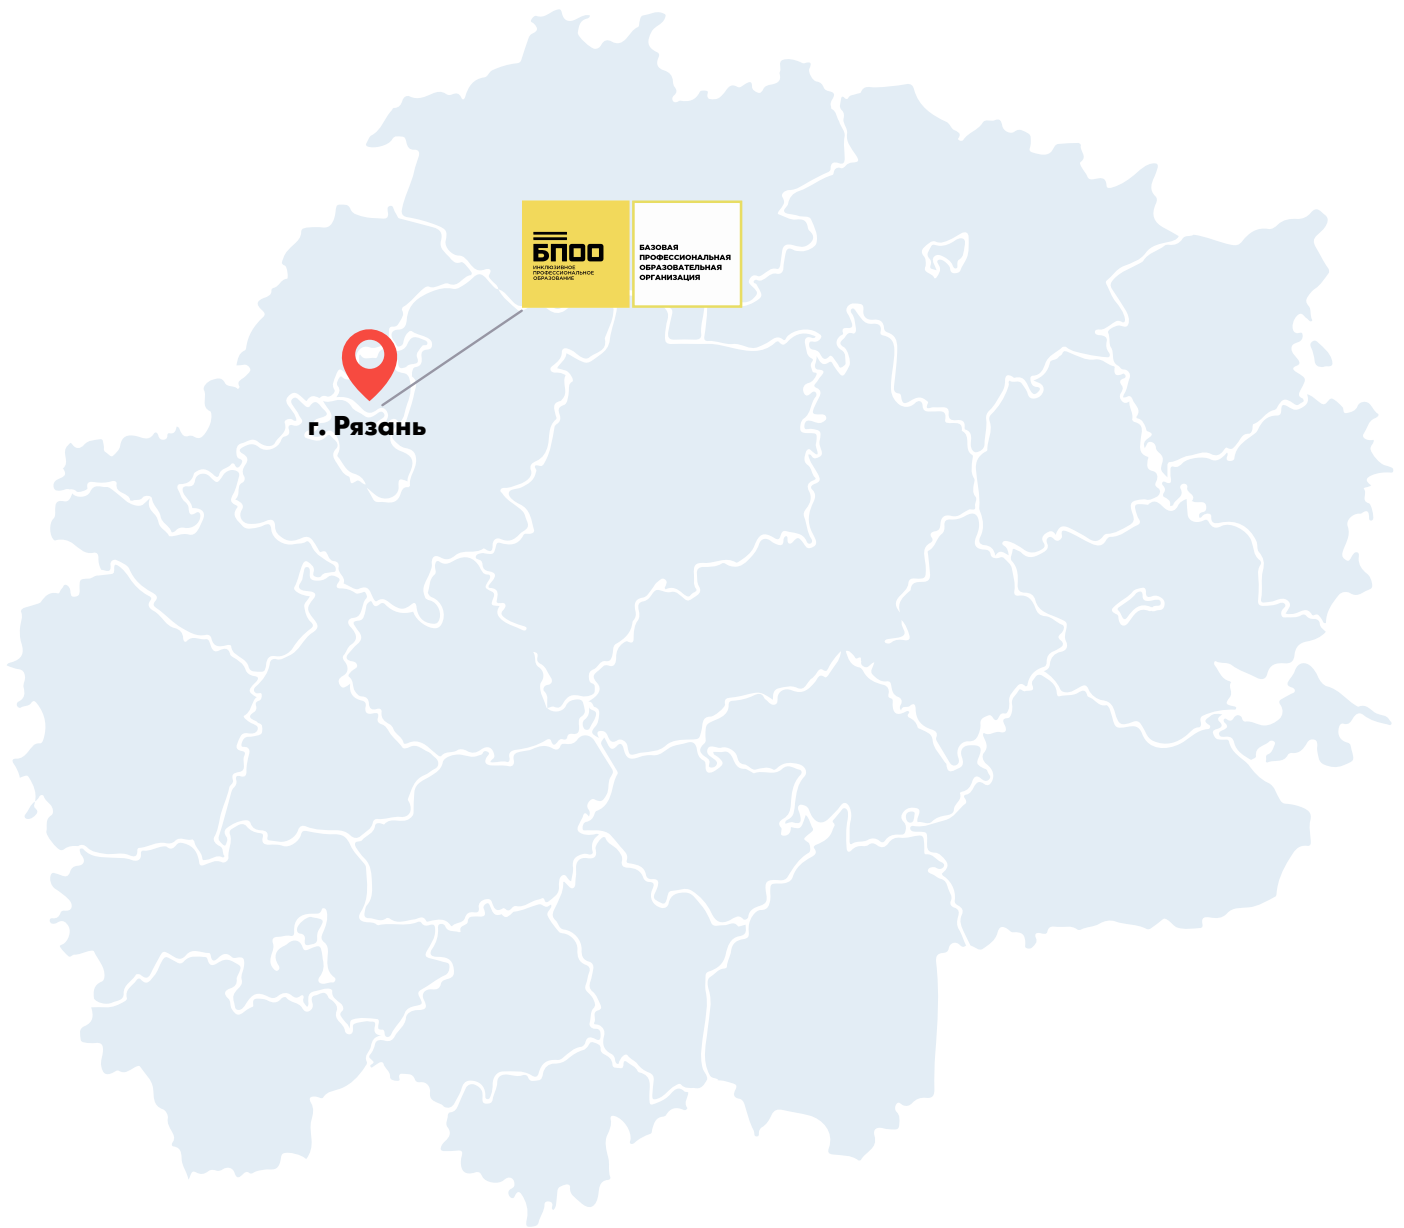 БПОО
ИНКЛЮЗИВНОЕ
ПРОФЕССИОНАЛЬНОЕ
ОБРАЗОВАНИЕ
БАЗОВАЯ
ПРОФЕССИОНАЛЬНАЯ
ОБРАЗОВАТЕЛЬНАЯ
ОРГАНИЗАЦИЯ
г. Рязань